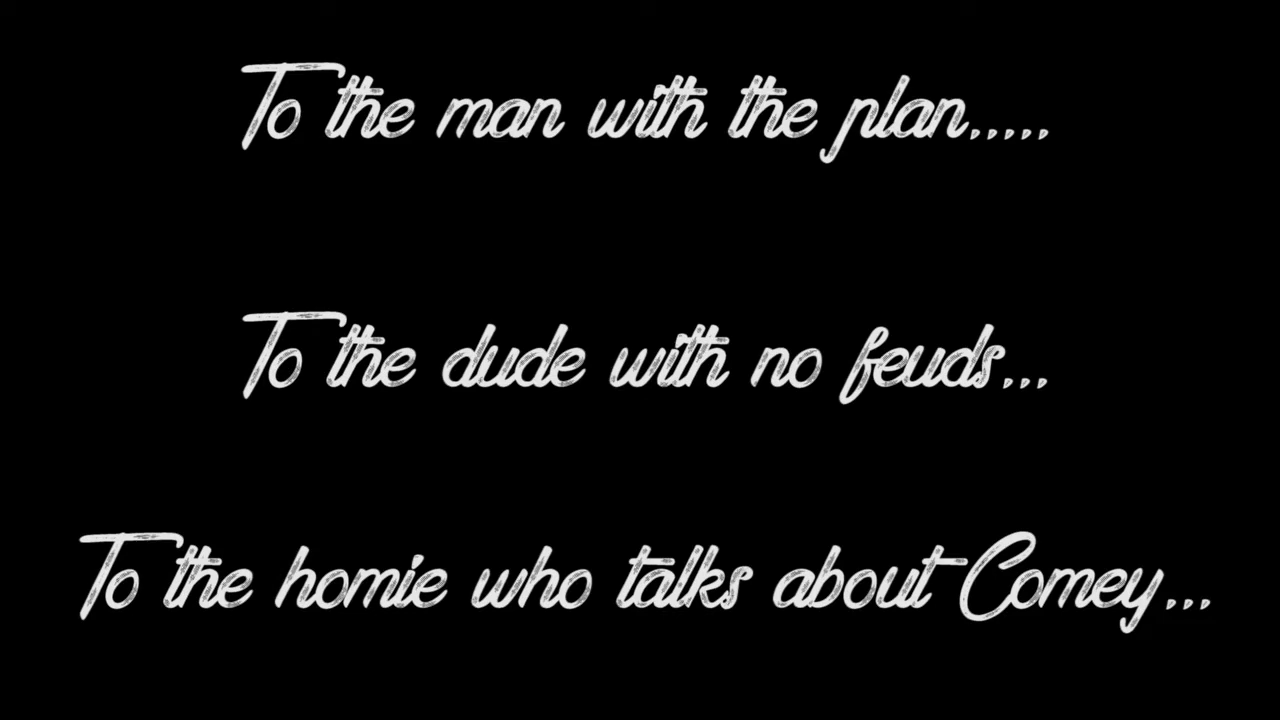 To the man with the plan,,,,,
To the dude with no feuds,,,
To the homie who talks about Comey,,,